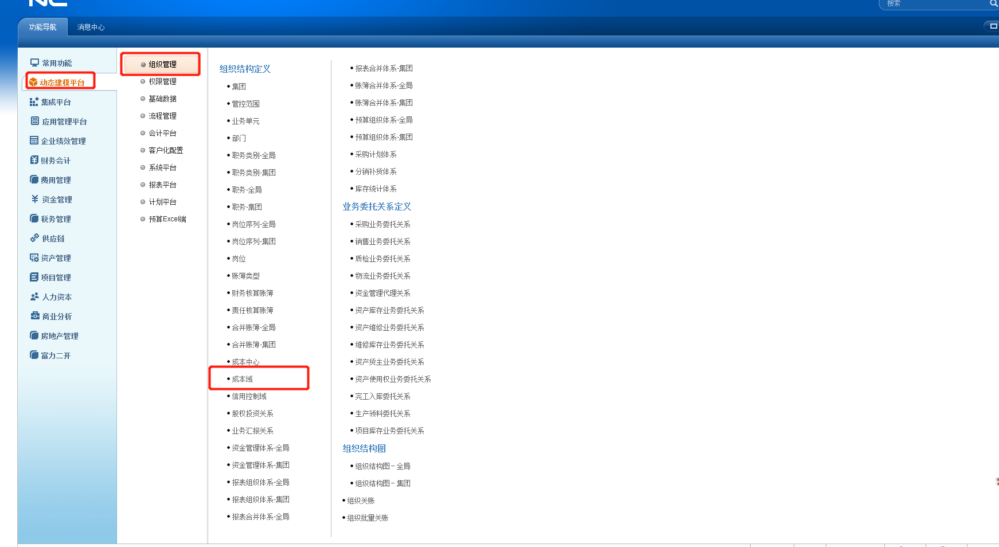 NC
搜索
功能导航
消息中心
常用功能
动态建模平台
集成平台
应用管理平台
企业绩效管理
财务会计
费用管理
资金管理
税务管理
供应链
资产管理
项目管理
人力资本
商业分析
房地产管理
富力二开
组织管理
权限管理
基础数据
流程管理
会计平台
客户化配置
系统平台
报表平台
计划平台
预算Excel端
组织结构定义
集团
管控范围
业务单元
部门
职务类别-全局
职务类别-集团
职务-全局
职务-集团
岗位序列-全局
岗位序列-集团
岗位
账簿类型
财务核算账簿
责任核算账簿
合并账簿-全局
合并账簿-集团
成本中心
成本域
信用控制域
股权投资关系
业务汇报关系
资金管理体系-全局
资金管理体系-集团
报表组织体系-全局
报表组织体系-集团
报表合并体系-全局
报表合并体系-集团
账簿合并体系-全局
账簿合并体系-集团
预算组织体系-全局
预算组织体系-集团
采购计划体系
分销补货体系
库存统计体系
业务委托关系定义
采购业务委托关系
销售业务委托关系
质检业务委托关系
物流业务委托关系
资金管理代理关系
资产库存业务委托关系
资产维修业务委托关系
维修库存业务委托关系
资产货主业务委托关系
资产使用权业务委托关系
完工入库委托关系
生产领料委托关系
项目库存业务委托关系
组织结构图
组织结构图－全局
组织结构图－集团
组织关账
组织批量关账